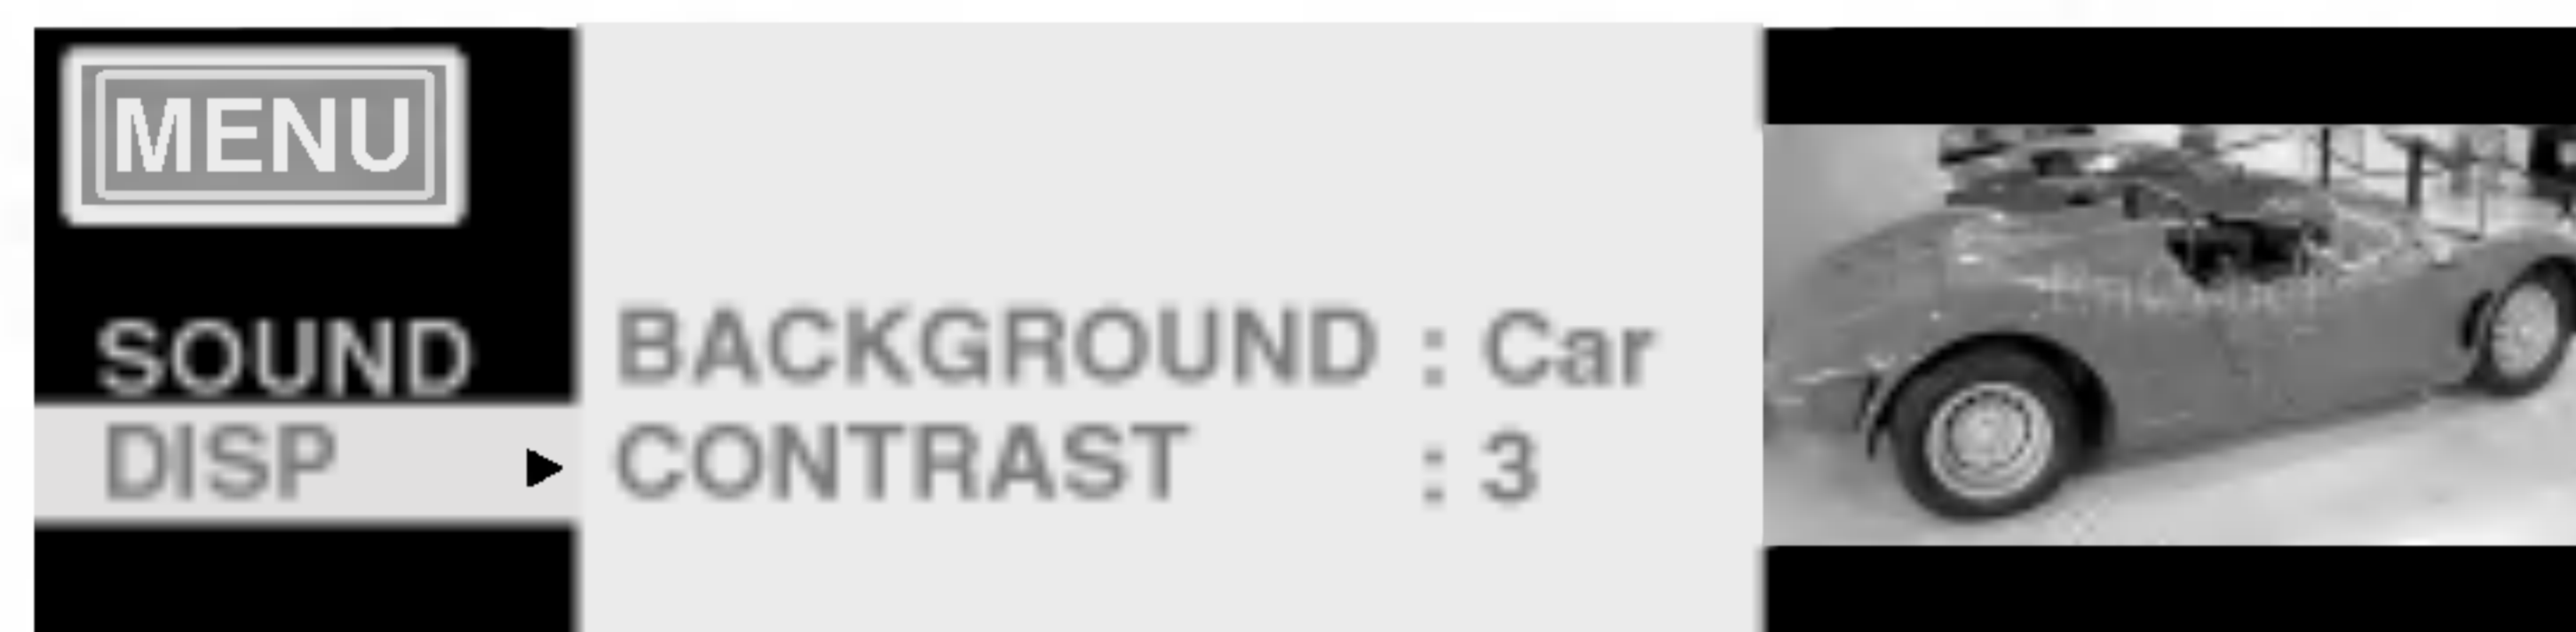 MENU
SOUND
BACKGROUND : Car
DISP ► CONTRAST : 3